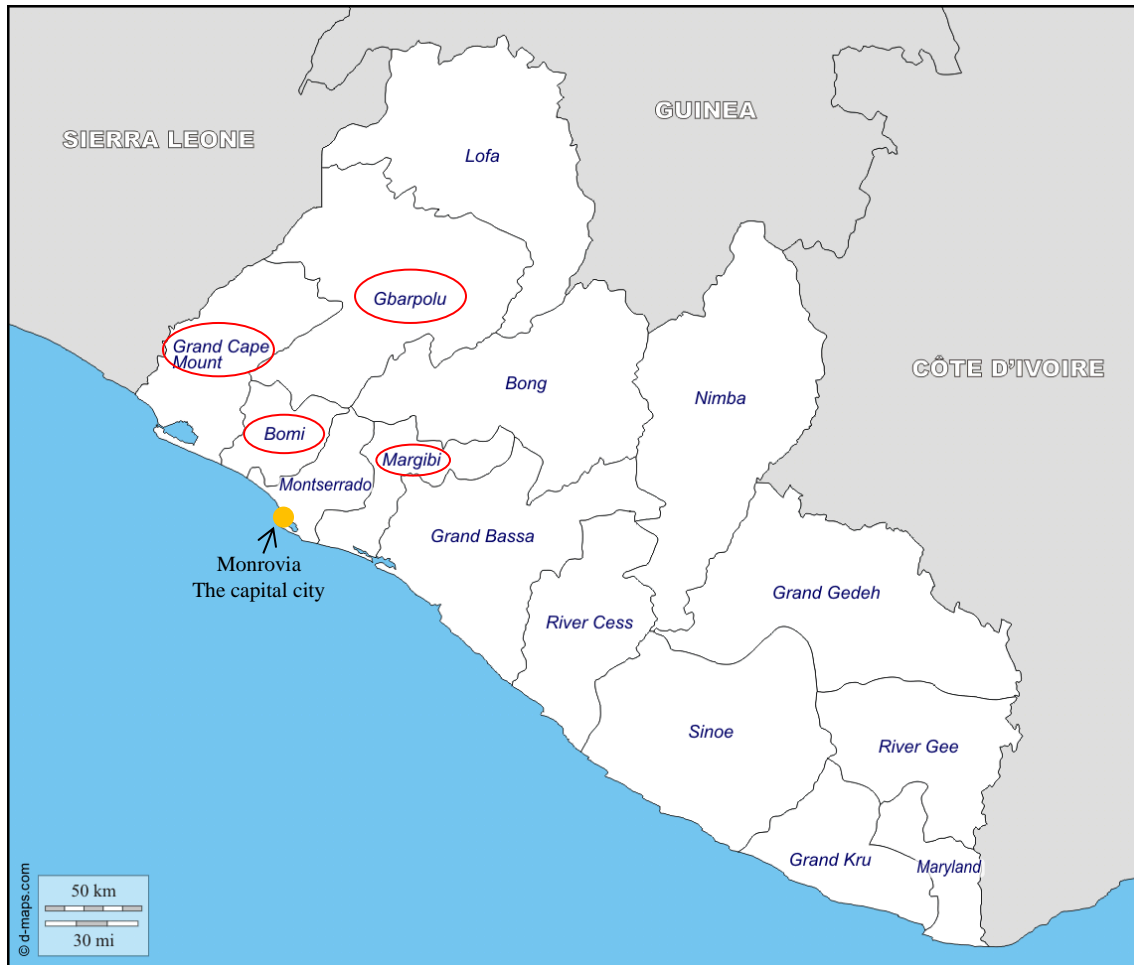 GUINEA
SIERRA LEONE
Lofa
Gbarpolu
Grand Cape
Mount
CÔTE D'IVOIRE
Bong
Nimba
Bomi
Margibi
Montserrado
Grand Bassa
Monrovia
The capital city
Grand Gedeh
River Cess
Sinoe
River Gee
Grand Kru
Maryland
50 km
30 mi
© d-maps.com